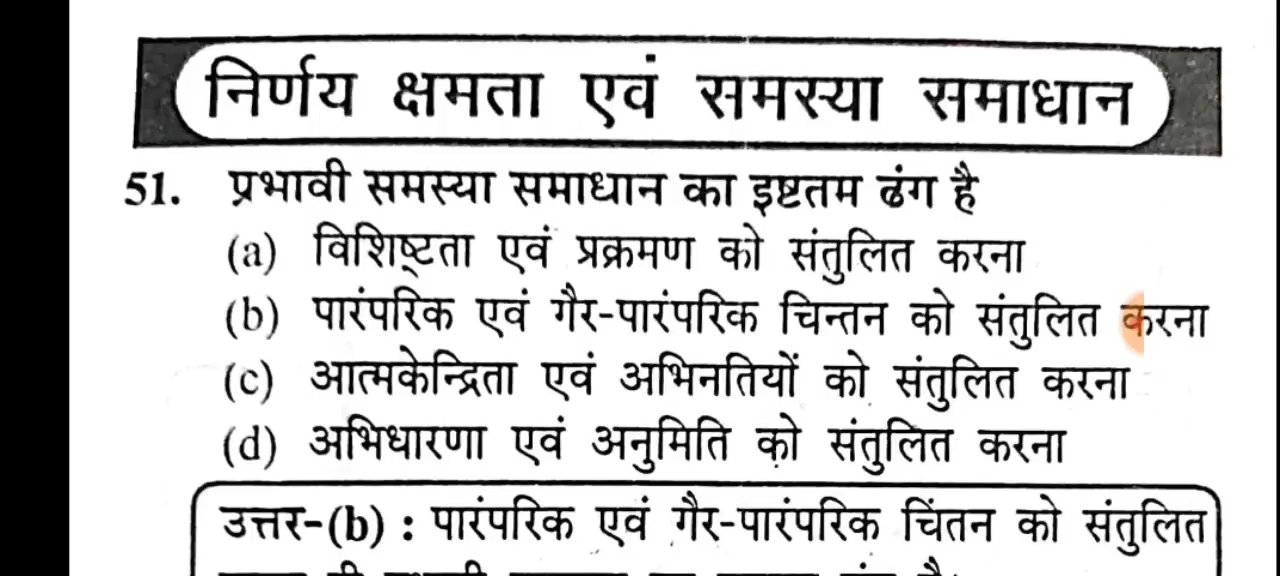 निर्णय क्षमता एवं समस्या समाधान
51. प्रभावी समस्या समाधान का इष्टतम ढंग है
(a) विशिष्टता एवं प्रक्रमण को संतुलित करना
(b) पारंपरिक एवं गैर-पारंपरिक चिन्तन को संतुलित करना
(c) आत्मकेन्द्रिता एवं अभिनतियों को संतुलित करना
(d) अभिधारणा एवं अनुमिति को संतुलित करना
उत्तर-(b) : पारंपरिक एवं गैर-पारंपरिक चिंतन को संतुलित